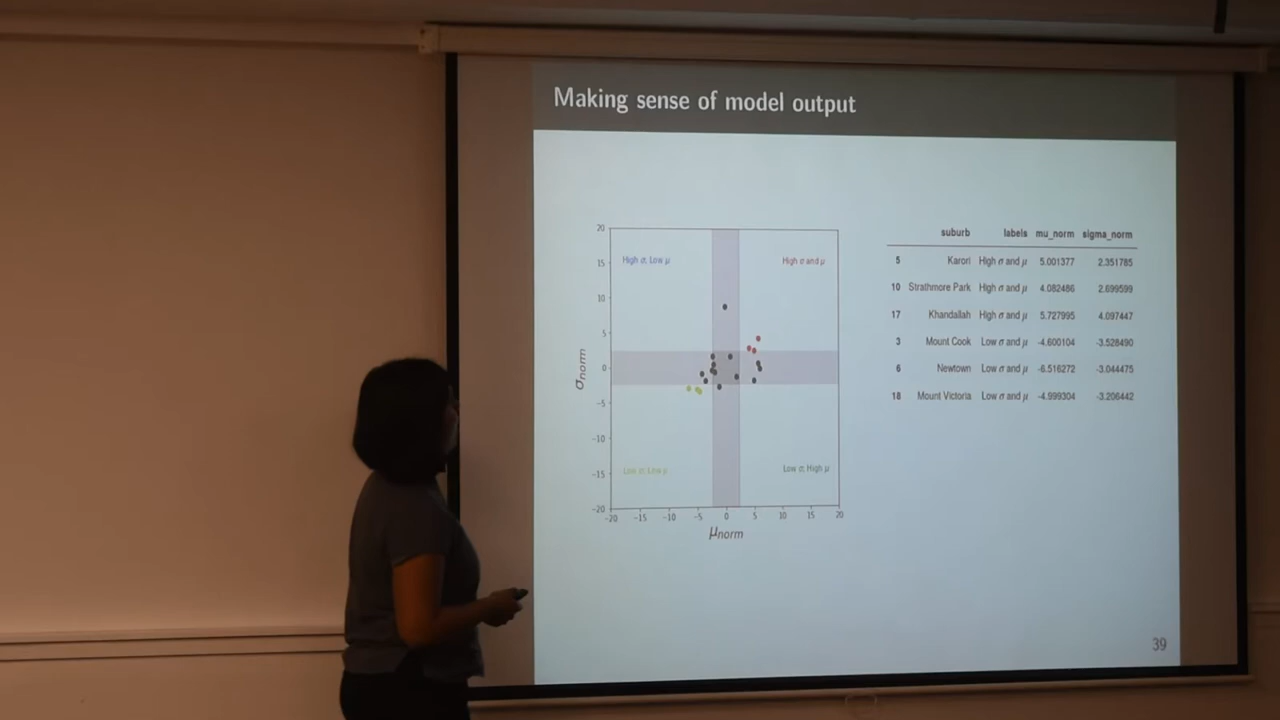 Making sense of model output
20
15
10
5
0
−5
−10
−15
−20
σnorm
High σ, Low μ
High σ and μ
Low σ, Low μ
Low σ, High μ
−20 −15 −10 −5 0 5 10 15 20
μnorm
suburb labels mu_norm sigma_norm
5 Karori High σ and μ 5.001377 2.351785
10 Strathmore Park High σ and μ 4.082486 2.699599
17 Khandallah High σ and μ 5.727995 4.097447
3 Mount Cook Low σ and μ -4.600104 -3.528490
6 Newtown Low σ and μ -6.516272 -3.044475
18 Mount Victoria Low σ and μ -4.999304 -3.206442
39